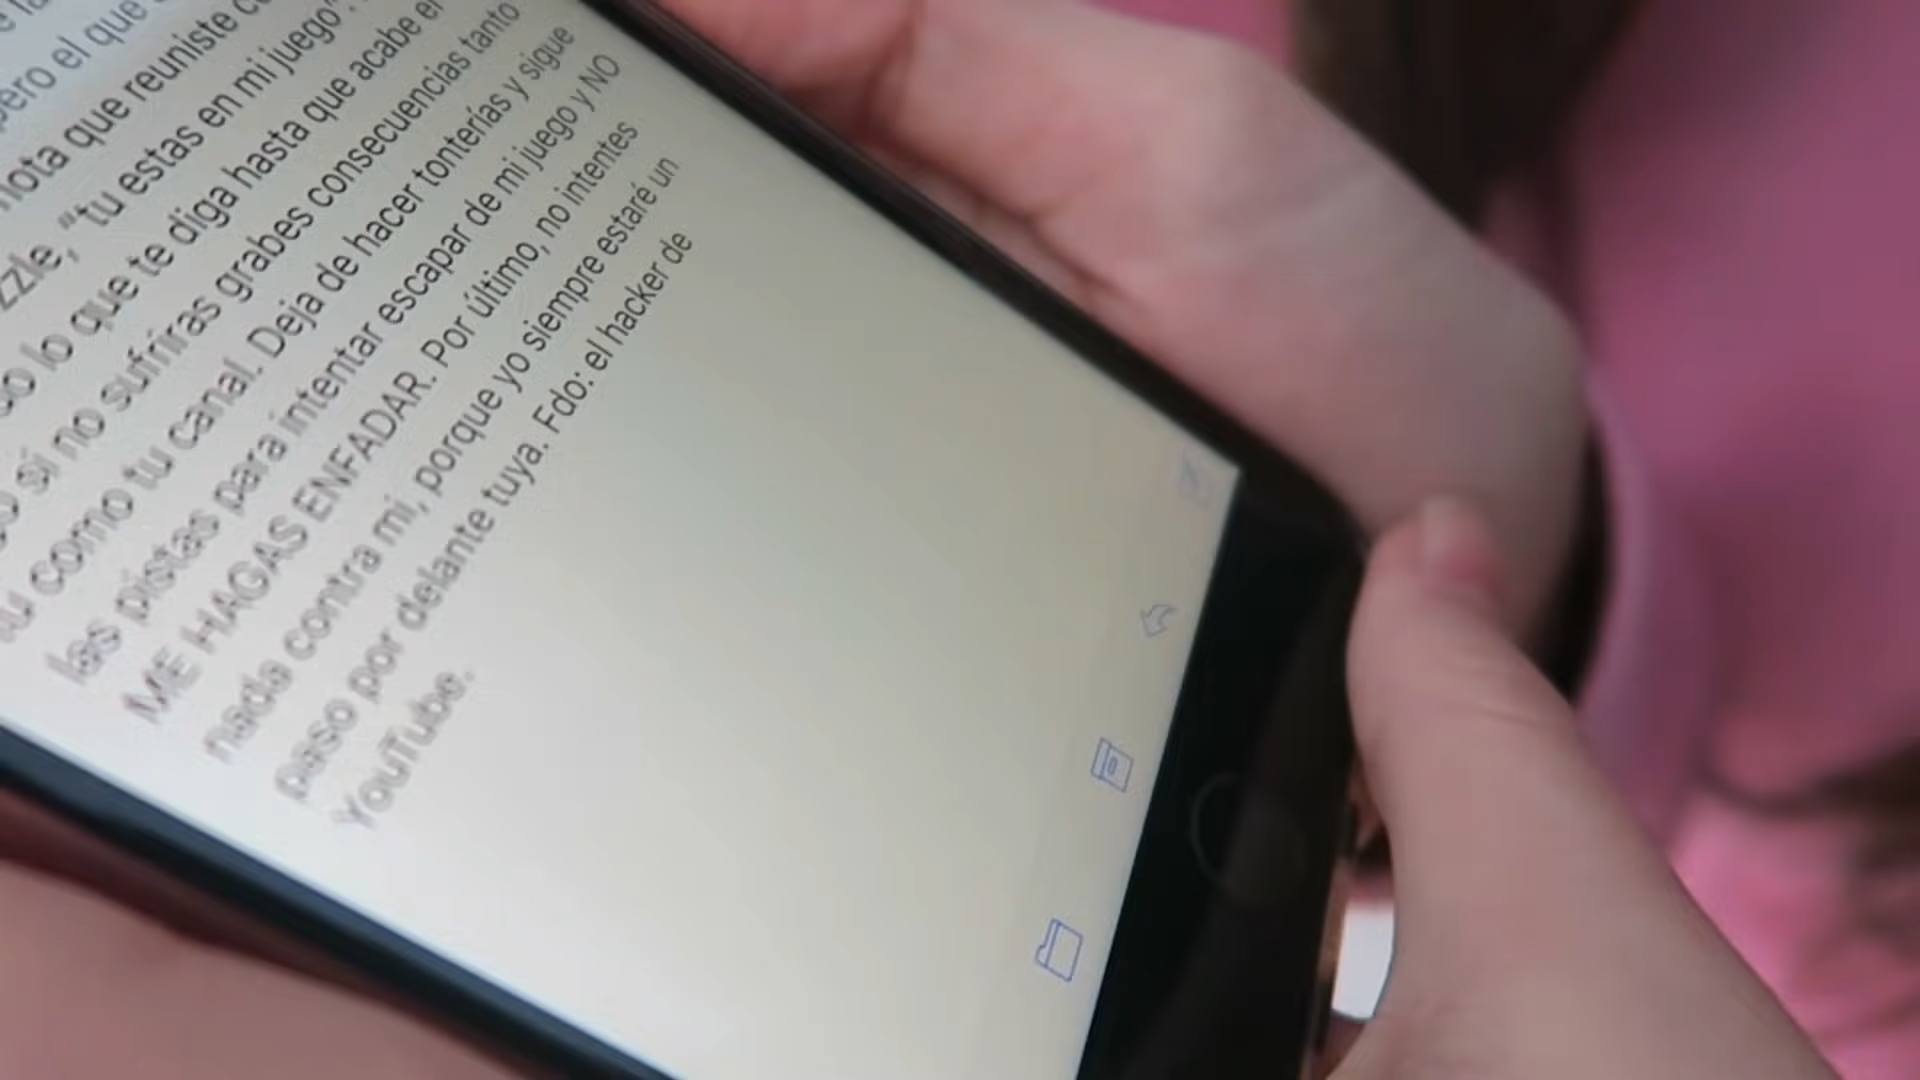 pero el que
nota que reuniste
zzle, "tu estas en mi juego".
lo que te diga hasta que acabe el
si no sufriras grabes consecuencias tanto
tu como tu canal. Deja de hacer tonterías y sigue
las pistas para intentar escapar de mi juego y NO
ME HAGAS ENFADAR. Por último, no intentes
nada contra mi, porque yo siempre estaré un
paso por delante tuya. Fdo: el hacker de
YouTube.